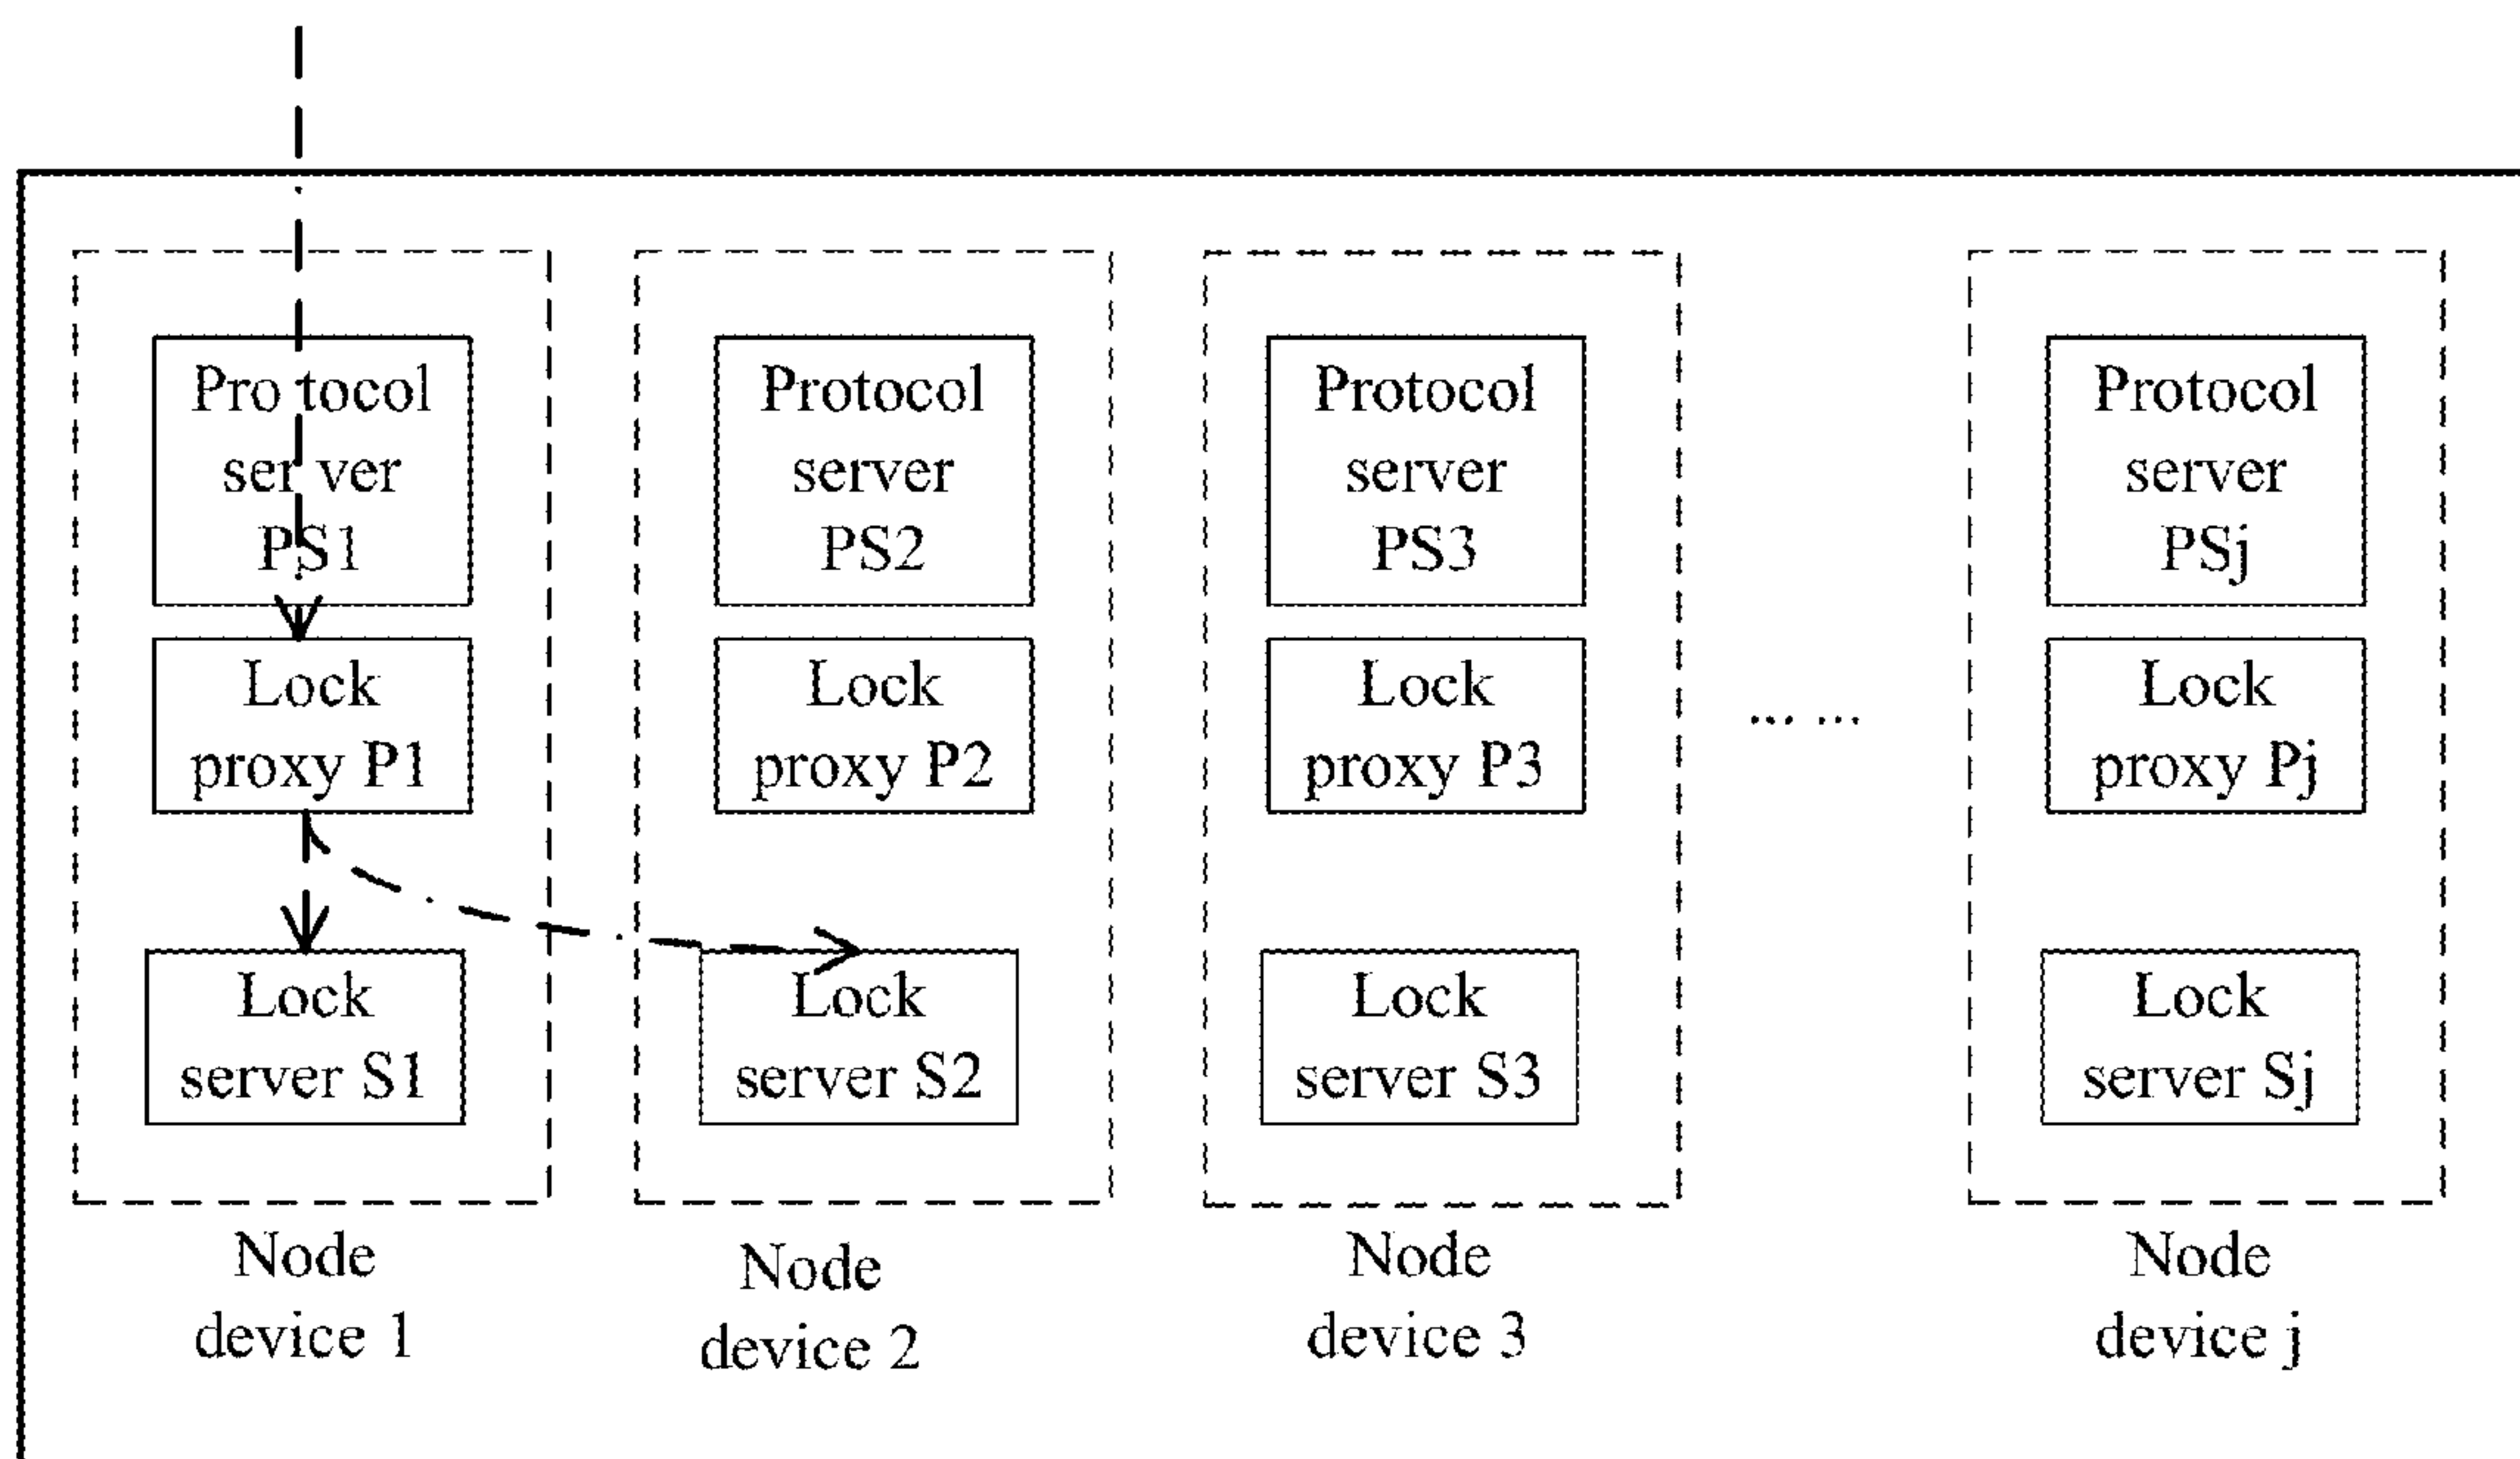 Protocol
server
PS1
Protocol
server
PS2
Protocol
server
PS3
Protocol
server
PSj
Lock
proxy P1
Lock
proxy P2
Lock
proxy P3
... ...
Lock
proxy Pj
Lock
server S1
Lock
server S2
Lock
server S3
Lock
server Sj
Node
device 1
Node
device 2
Node
device 3
Node
device j